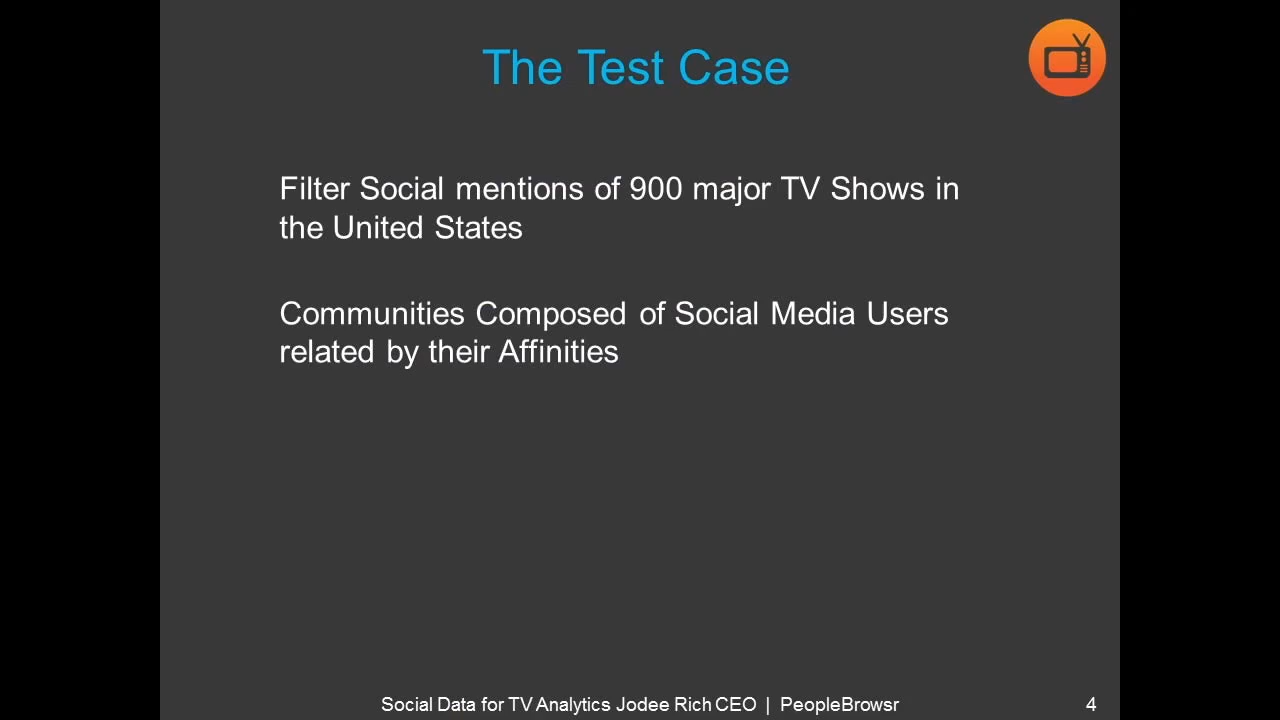 The Test Case
Filter Social mentions of 900 major TV Shows in
the United States
Communities Composed of Social Media Users
related by their Affinities
Social Data for TV Analytics Jodee Rich CEO | PeopleBrowsr
4